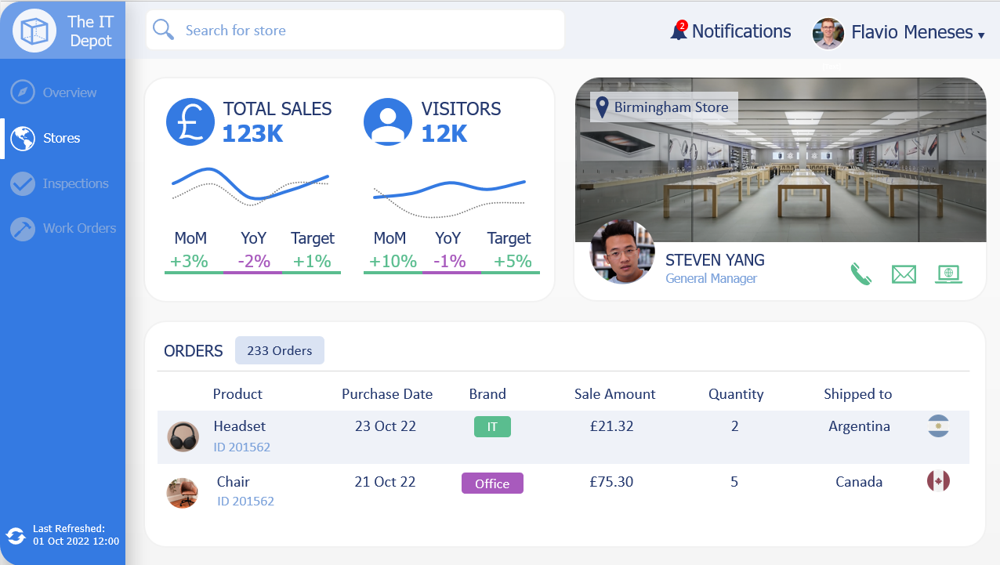 The IT
Depot
Search for store
2
Notifications
Flavio Meneses
Overview
Stores
Inspections
Work Orders
£
TOTAL SALES
123K
VISITORS
12K
MoM YoY Target
+3% -2% +1%
MoM YoY Target
+10% -1% +5%
Birmingham Store
STEVEN YANG
General Manager
ORDERS
233 Orders
Product Purchase Date Brand Sale Amount Quantity Shipped to
Headset 23 Oct 22 IT £21.32 2 Argentina
ID 201562
Chair 21 Oct 22 Office £75.30 5 Canada
ID 201562
Last Refreshed:
01 Oct 2022 12:00